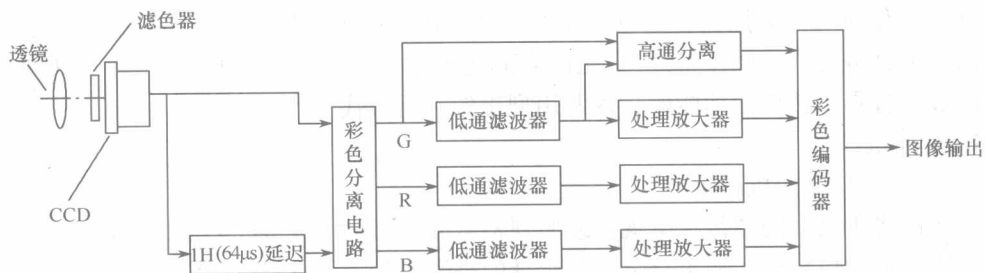 滤色器
透镜
CCD
1H(64μs)延迟
彩色分离电路
G
R
B
低通滤波器
低通滤波器
低通滤波器
高通分离
处理放大器
处理放大器
处理放大器
彩色编码器
图像输出